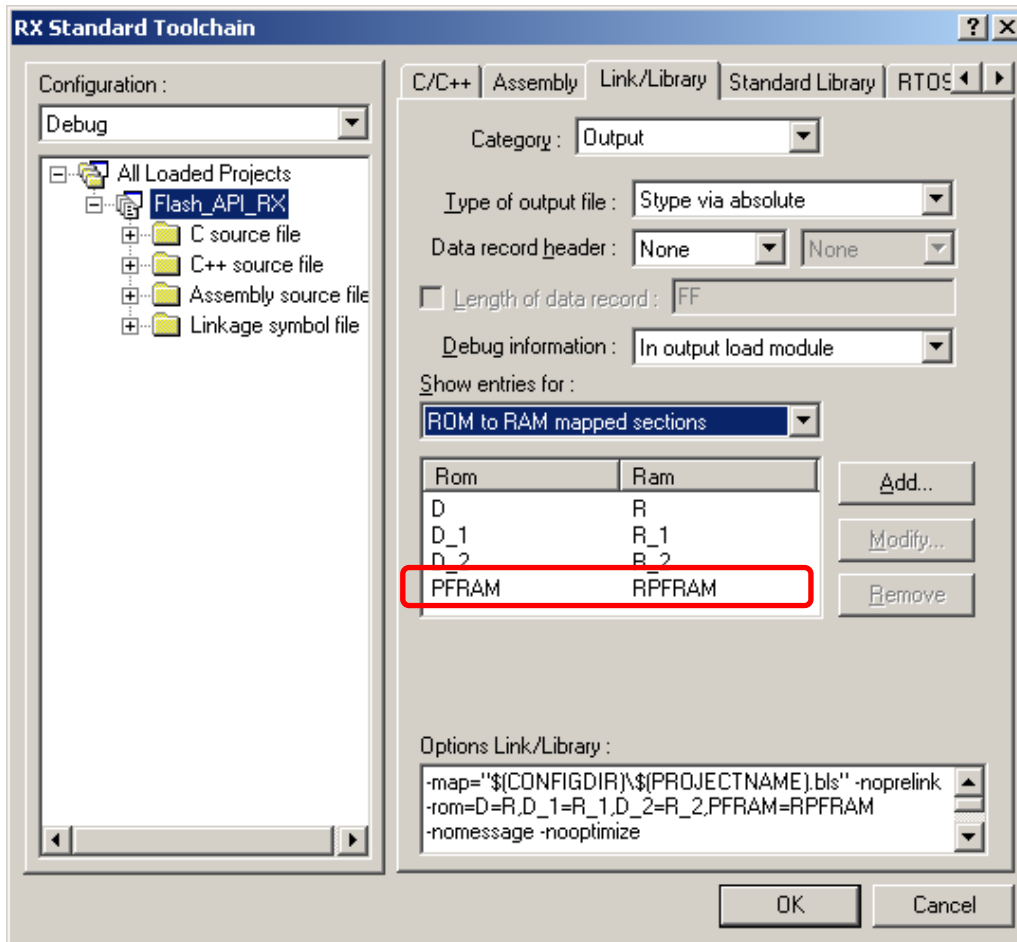 RX Standard Toolchain
Configuration :
Debug
All Loaded Projects
Flash_API_RX
C source file
C++ source file
Assembly source file
Linkage symbol file
C/C++ Assembly Link/Library Standard Library RTOS
Category : Output
Type of output file : Stype via absolute
Data record header : None None
Length of data record : FF
Debug information : In output load module
Show entries for :
ROM to RAM mapped sections
Rom Ram
D R
D_1 R_1
D_2 R_2
PFRAM RPFRAM
Add...
Modify...
Remove
Options Link/Library :
-map="$(CONFIGDIR)\$(PROJECTNAME).bls" -noprelink
-rom=D=R,D_1=R_1,D_2=R_2,PFRAM=RPFRAM
-nomessage -nooptimize
OK Cancel